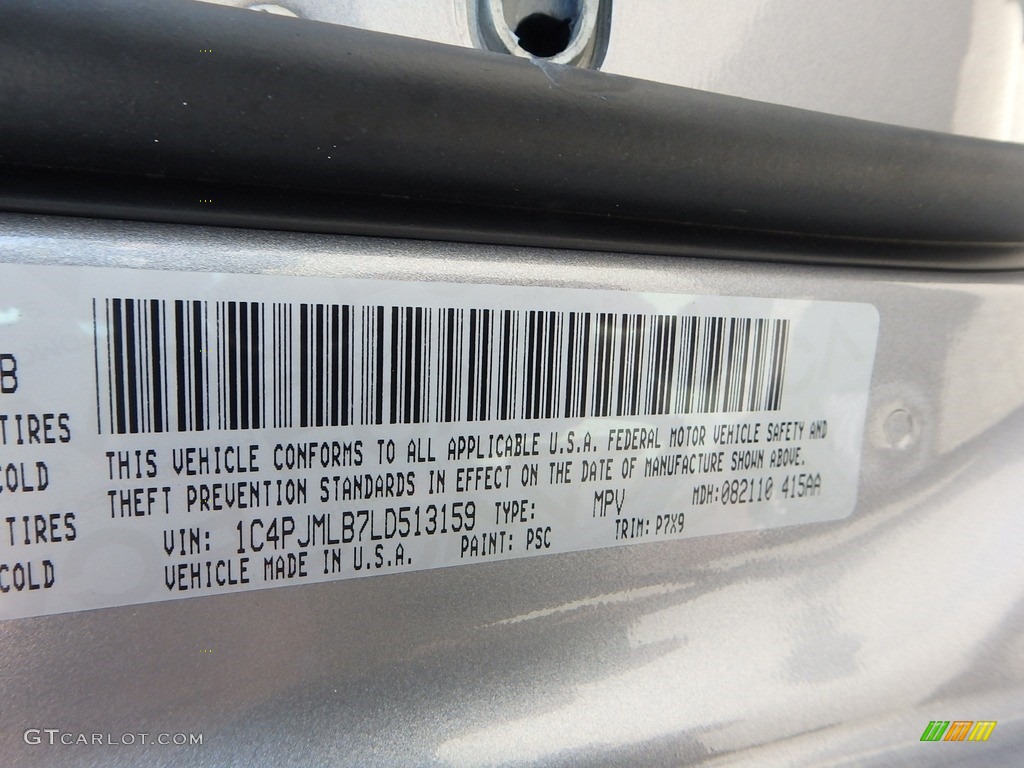 B
TIRES
COLD
TIRES
COLD
THIS VEHICLE CONFORMS TO ALL APPLICABLE U.S.A. FEDERAL MOTOR VEHICLE SAFETY AND
THEFT PREVENTION STANDARDS IN EFFECT ON THE DATE OF MANUFACTURE SHOWN ABOVE.
VIN: 1C4PJMLB7LD513159 TYPE: MPV MDH:082110 415AA
VEHICLE MADE IN U.S.A. PAINT: PSC TRIM: P7X9
GTCARLOT.COM